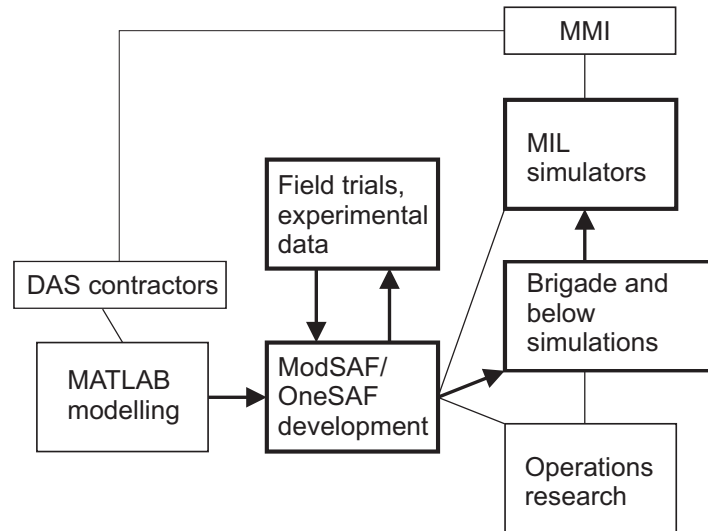 MMI
MIL
simulators
Field trials,
experimental
data
DAS contractors
Brigade and
below
simulations
MATLAB
modelling
ModSAF/
OneSAF
development
Operations
research